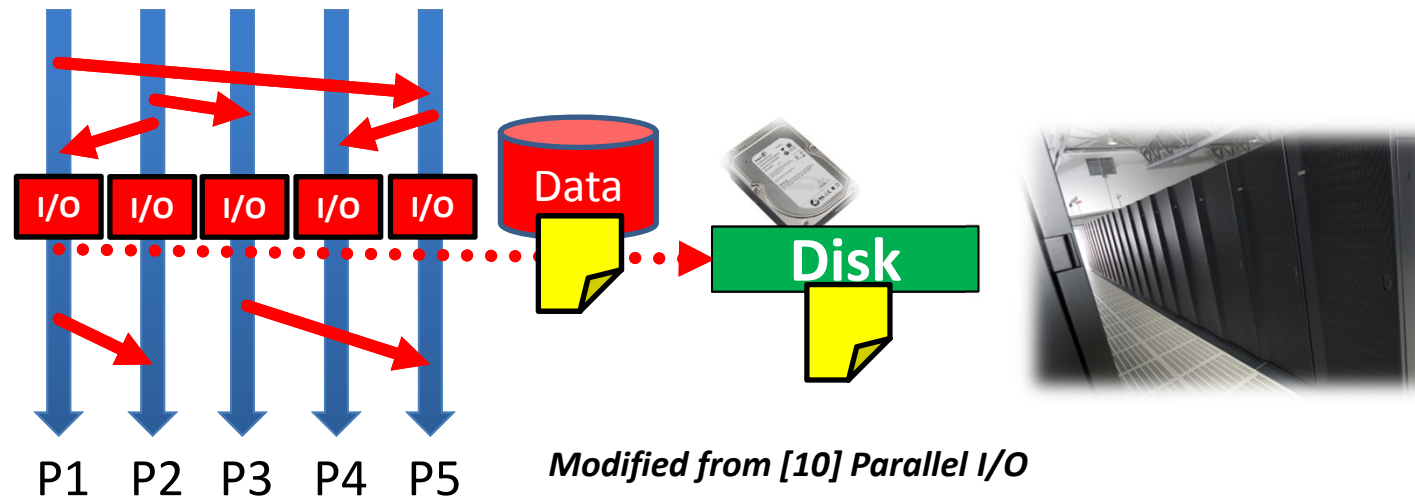 I/O I/O I/O I/O I/O
Data
Disk
P1 P2 P3 P4 P5
Modified from [10] Parallel I/O